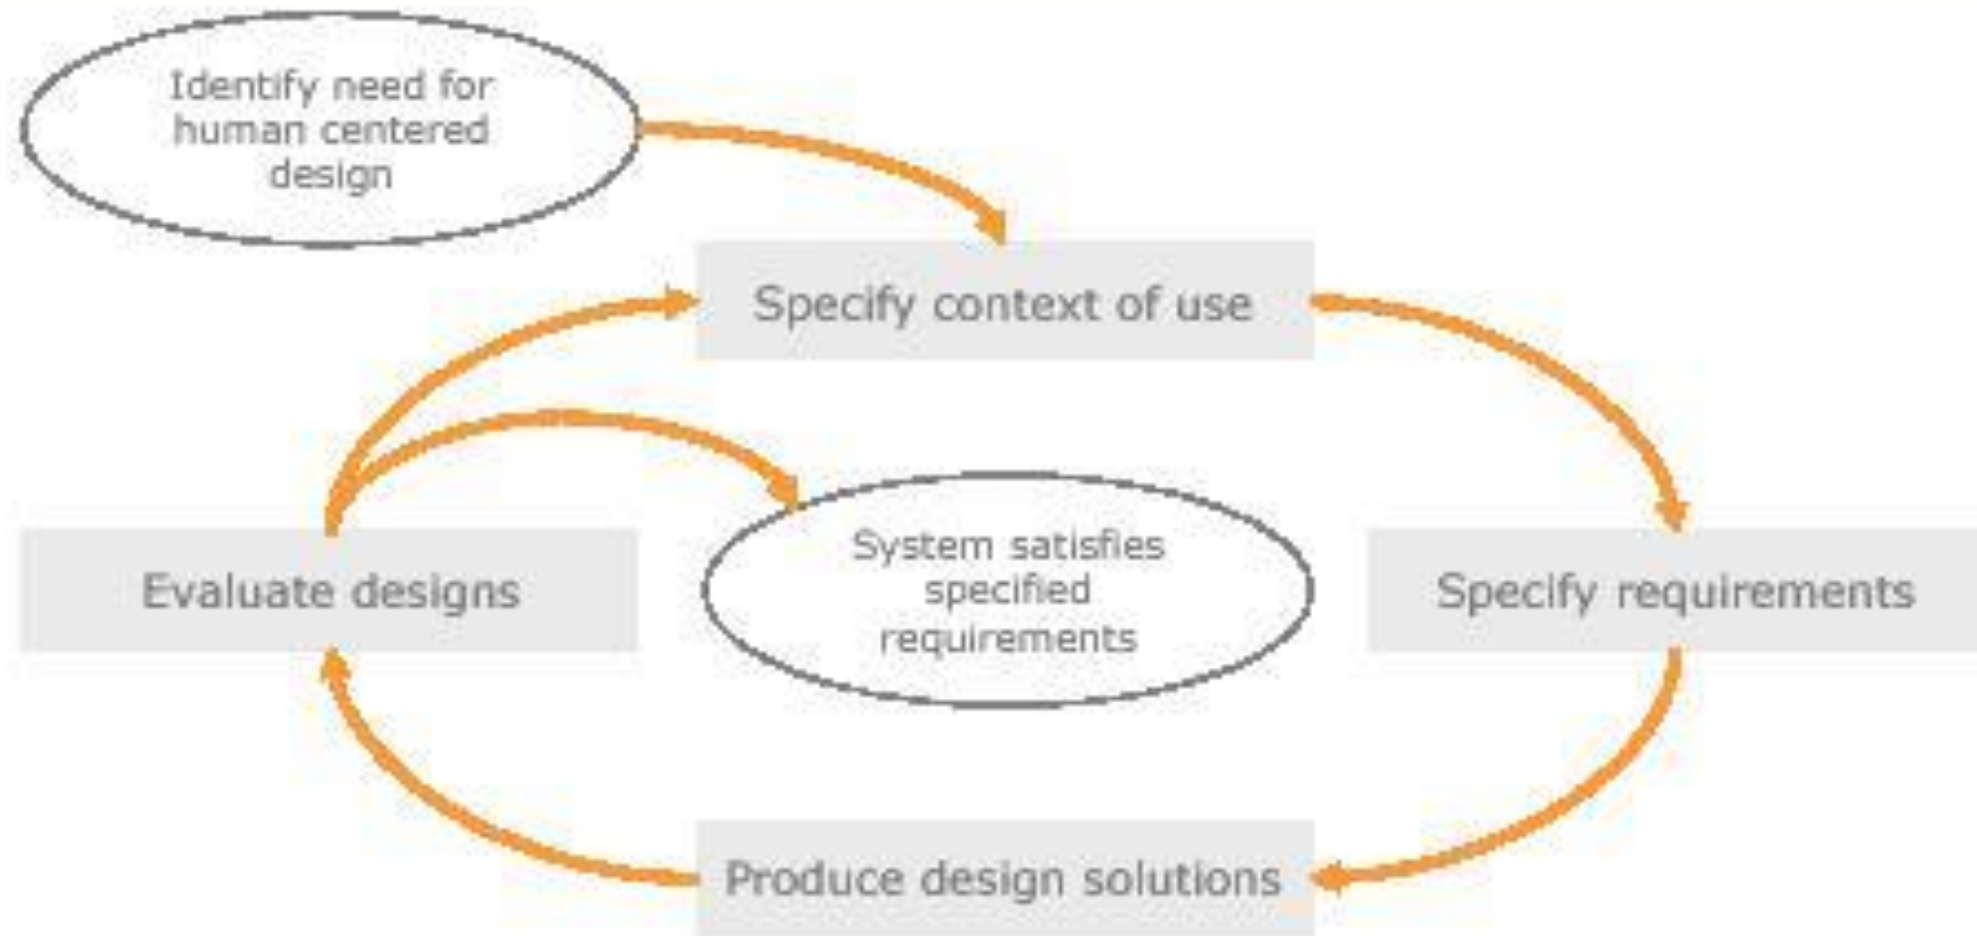 Identify need for
human centered
design
Specify context of use
Evaluate designs
System satisfies
specified
requirements
Specify requirements
Produce design solutions